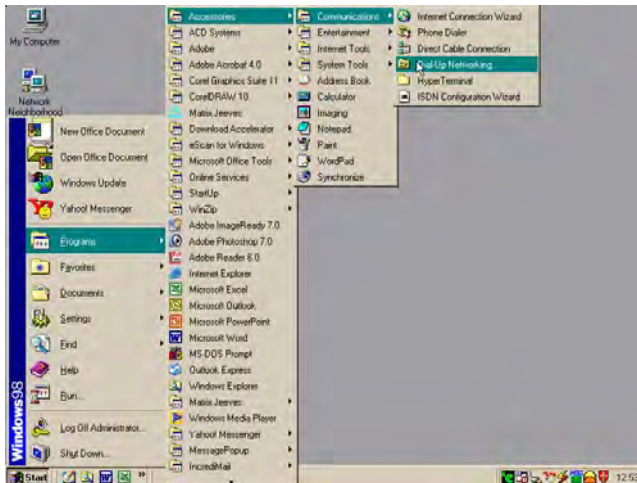 My Computer
Network
Neighborhood
New Office Document
Open Office Document
Windows Update
Yahoo! Messenger
Programs
Favorites
Documents
Settings
Find
Help
Run...
Log Off Administrator...
Shut Down...
Windows98
Accessories
ACD Systems
Adobe
Adobe Acrobat 4.0
Corel Graphics Suite 11
CorelDRAW 10
Matrix Jeeves
Download Accelerator
eScan for Windows
Microsoft Office Tools
Online Services
StartUp
WinZip
Adobe ImageReady 7.0
Adobe Photoshop 7.0
Adobe Reader 6.0
Internet Explorer
Microsoft Excel
Microsoft Outlook
Microsoft PowerPoint
Microsoft Word
MS-DOS Prompt
Outlook Express
Windows Explorer
Matrix Jeeves
Windows Media Player
Yahoo! Messenger
MessagePopup
IncrediMail
Communications
Entertainment
Internet Tools
System Tools
Address Book
Calculator
Imaging
Notepad
Paint
WordPad
Synchronize
Internet Connection Wizard
Phone Dialer
Direct Cable Connection
Dial-Up Networking
HyperTerminal
ISDN Configuration Wizard
Start
12:53